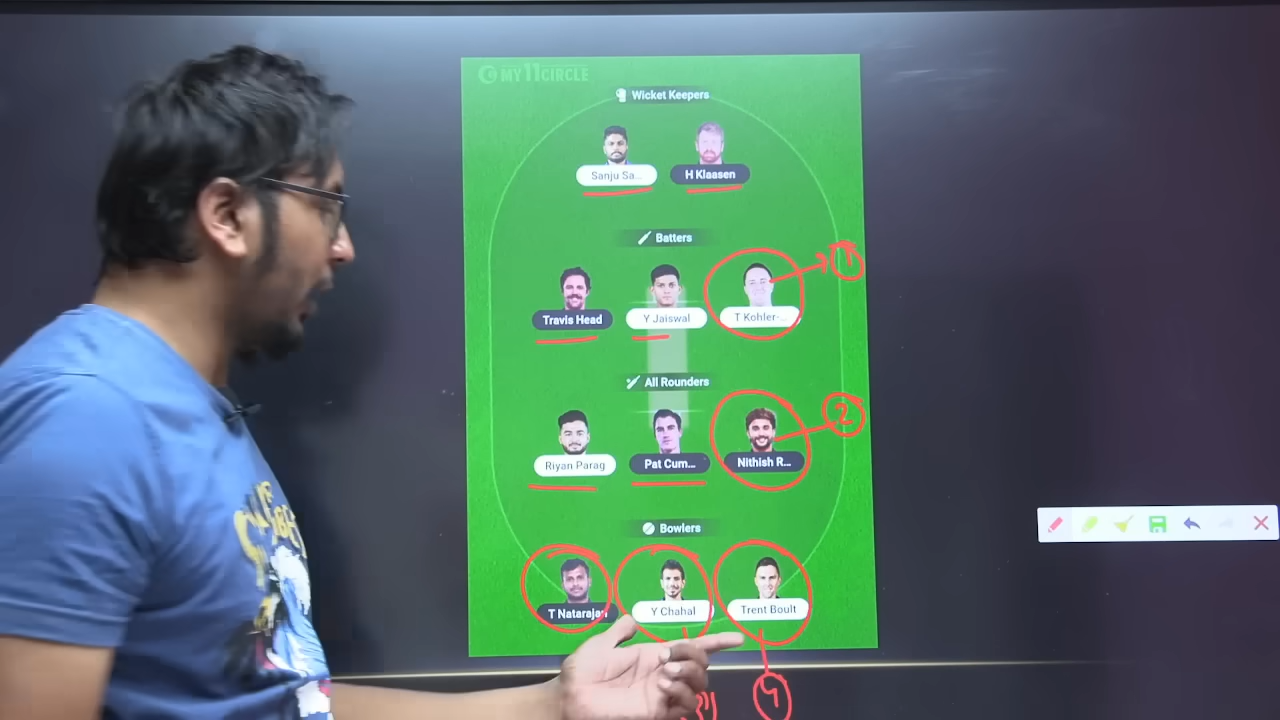 MY11CIRCLE
Wicket Keepers
Sanju Sa... H Klaasen
Batters
1
Travis Head Y Jaiswal T Kohler-...
All Rounders
2
Riyan Parag Pat Cum... Nithish R...
Bowlers
T Natarajan Y Chahal Trent Boult
4